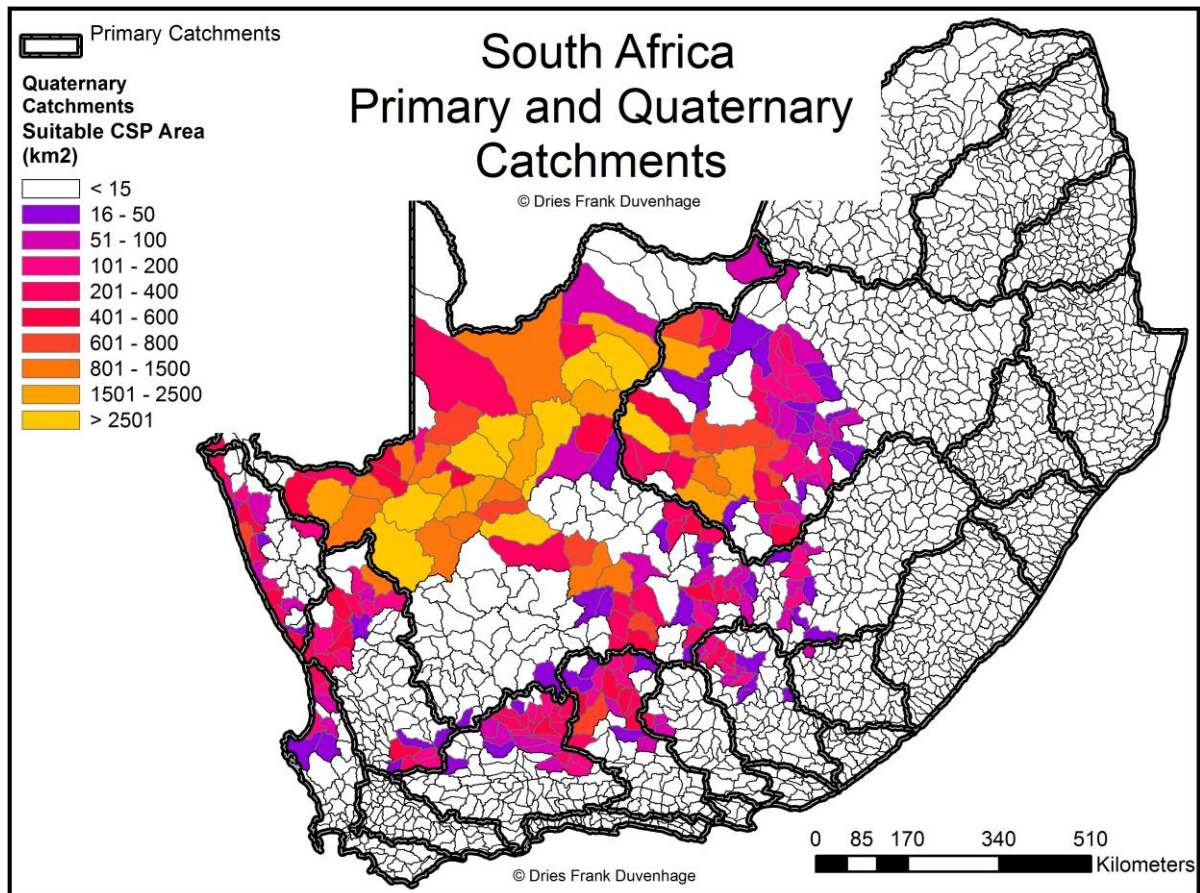 Primary Catchments
Quaternary
Catchments
Suitable CSP Area
(km2)
< 15
16 - 50
51 - 100
101 - 200
201 - 400
401 - 600
601 - 800
801 - 1500
1501 - 2500
> 2501
South Africa
Primary and Quaternary
Catchments
© Dries Frank Duvenhage
0 85 170 340 510
Kilometers
© Dries Frank Duvenhage